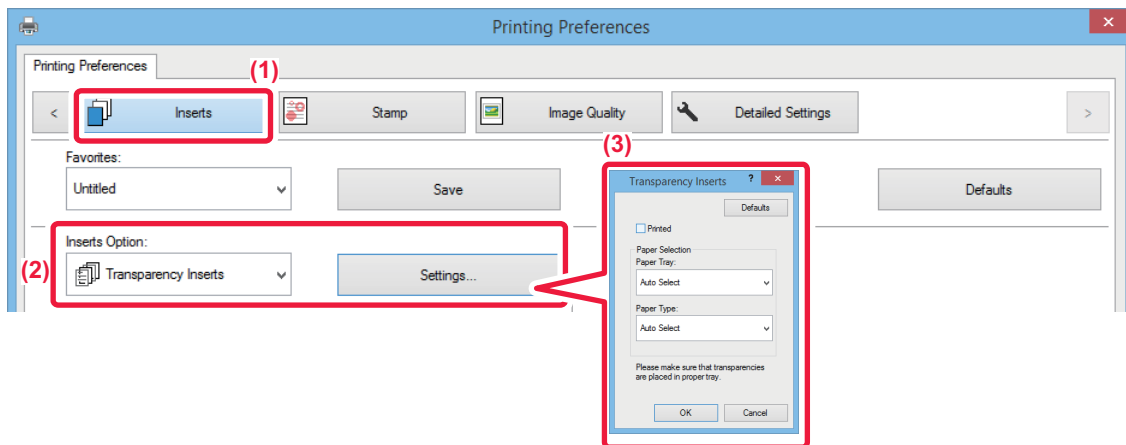 Printing Preferences
×
Printing Preferences
(1)
< Inserts Stamp Image Quality Detailed Settings >
(3)
Favorites:
Untitled Save Defaults
(2)
Inserts Option:
Transparency Inserts Settings...
Transparency Inserts ? ×
Defaults
Printed
Paper Selection
Paper Tray:
Auto Select
Paper Type:
Auto Select
Please make sure that transparencies
are placed in proper tray.
OK Cancel